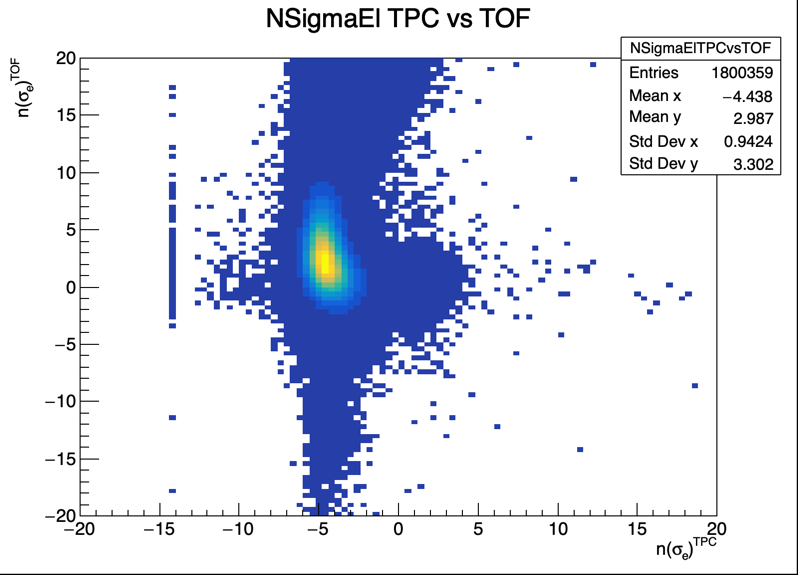 NSigmaEl TPC vs TOF
NSigmaElTPCvsTOF
Entries 1800359
Mean x −4.438
Mean y 2.987
Std Dev x 0.9424
Std Dev y 3.302
n(σe)TOF
20
15
10
5
0
−5
−10
−15
−20
−20 −15 −10 −5 0 5 10 15 20
n(σe)TPC